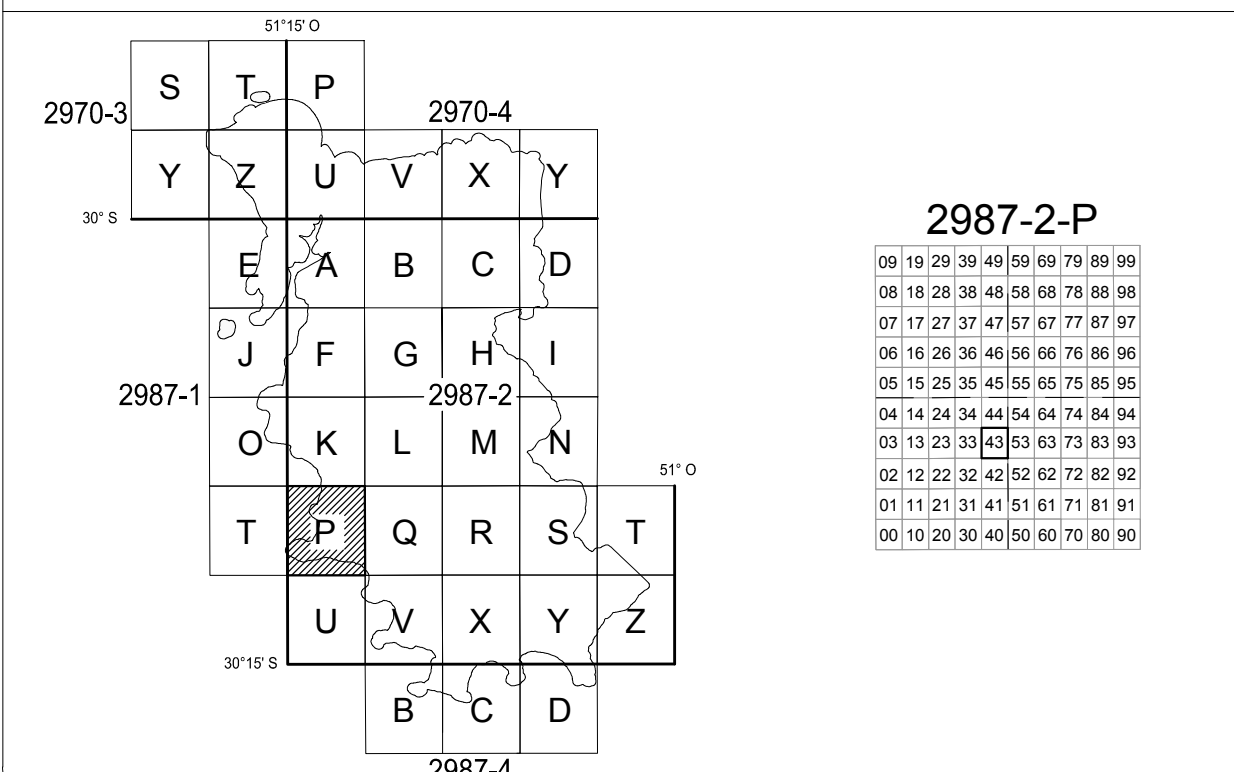 51°15' O
S T P
2970-3 2970-4
Y Z U V X Y
30° S
E A B C D
J F G H I
2987-1 2987-2
O K L M N
51° O
T P Q R S T
U V X Y Z
30°15' S
B C D
2987-4
2987-2-P
09 19 29 39 49 59 69 79 89 99
08 18 28 38 48 58 68 78 88 98
07 17 27 37 47 57 67 77 87 97
06 16 26 36 46 56 66 76 86 96
05 15 25 35 45 55 65 75 85 95
04 14 24 34 44 54 64 74 84 94
03 13 23 33 43 53 63 73 83 93
02 12 22 32 42 52 62 72 82 92
01 11 21 31 41 51 61 71 81 91
00 10 20 30 40 50 60 70 80 90